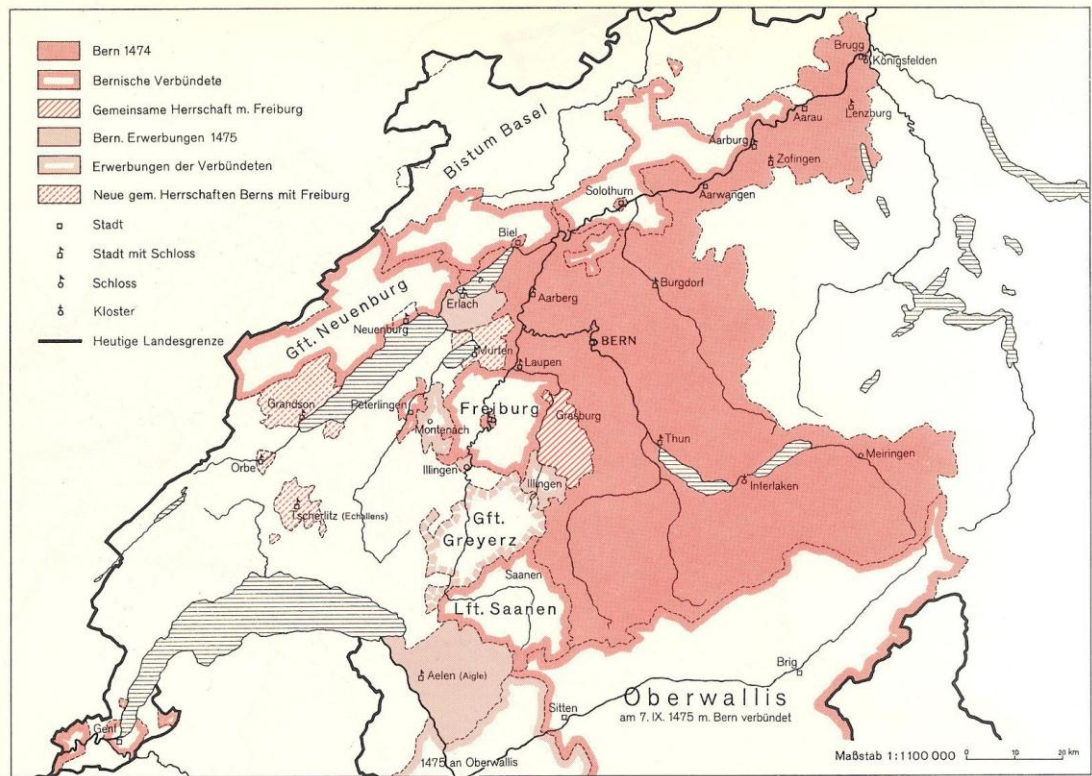 Bern 1474
Bernische Verbündete
Gemeinsame Herrschaft m. Freiburg
Bern. Erwerbungen 1475
Erwerbungen der Verbündeten
Neue gem. Herrschaften Berns mit Freiburg
Stadt
Stadt mit Schloss
Schloss
Kloster
Heutige Landesgrenze
Bistum Basel
Brugg
Königsfelden
Aarau
Lenzburg
Aarburg
Zofingen
Aarwangen
Solothurn
Biel
Burgdorf
Erlach
Aarberg
Gft. Neuenburg
Neuenburg
BERN
Murten
Laupen
Grandson
Peterlingen
Freiburg
Grasburg
Montenach
Thun
Meiringen
Orbe
Illingen
Illingen
Interlaken
Tscherlitz (Echallens)
Gft.
Greyerz
Saanen
Lft. Saanen
Aelen (Aigle)
Brig
Oberwallis
am 7. IX. 1475 m. Bern verbündet
Sitten
Genf
1475 an Oberwallis
Maßstab 1:1100 000
0 10 20 km